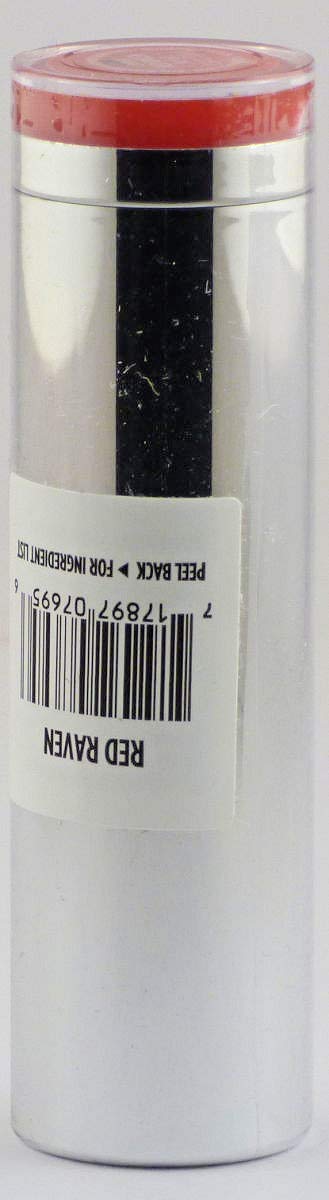 RED RAVEN
7 17897 07695 6
PEEL BACK ▶ FOR INGREDIENT LIST